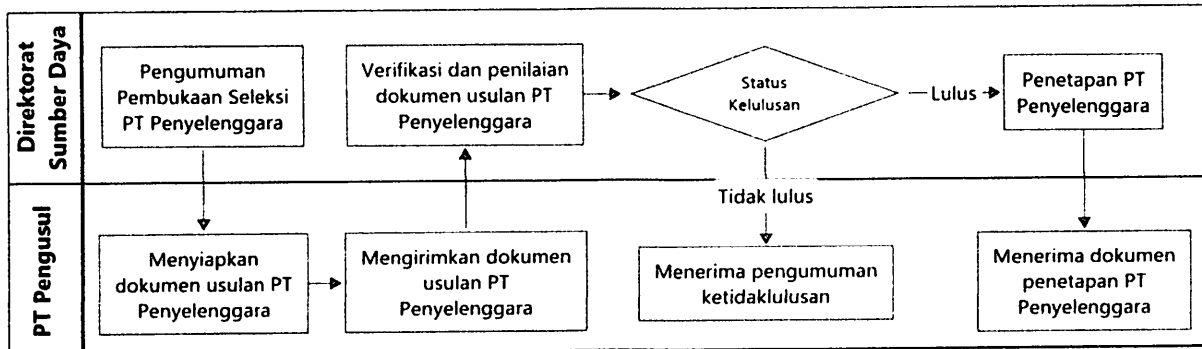 Direktorat
Sumber Daya
Pengumuman
Pembukaan Seleksi
PT Penyelenggara
Verifikasi dan penilaian
dokumen usulan PT
Penyelenggara
Status
Kelulusan
Lulus
Penetapan PT
Penyelenggara
Tidak lulus
PT Pengusul
Menyiapkan
dokumen usulan PT
Penyelenggara
Mengirimkan dokumen
usulan PT
Penyelenggara
Menerima pengumuman
ketidaklulusan
Menerima dokumen
penetapan PT
Penyelenggara